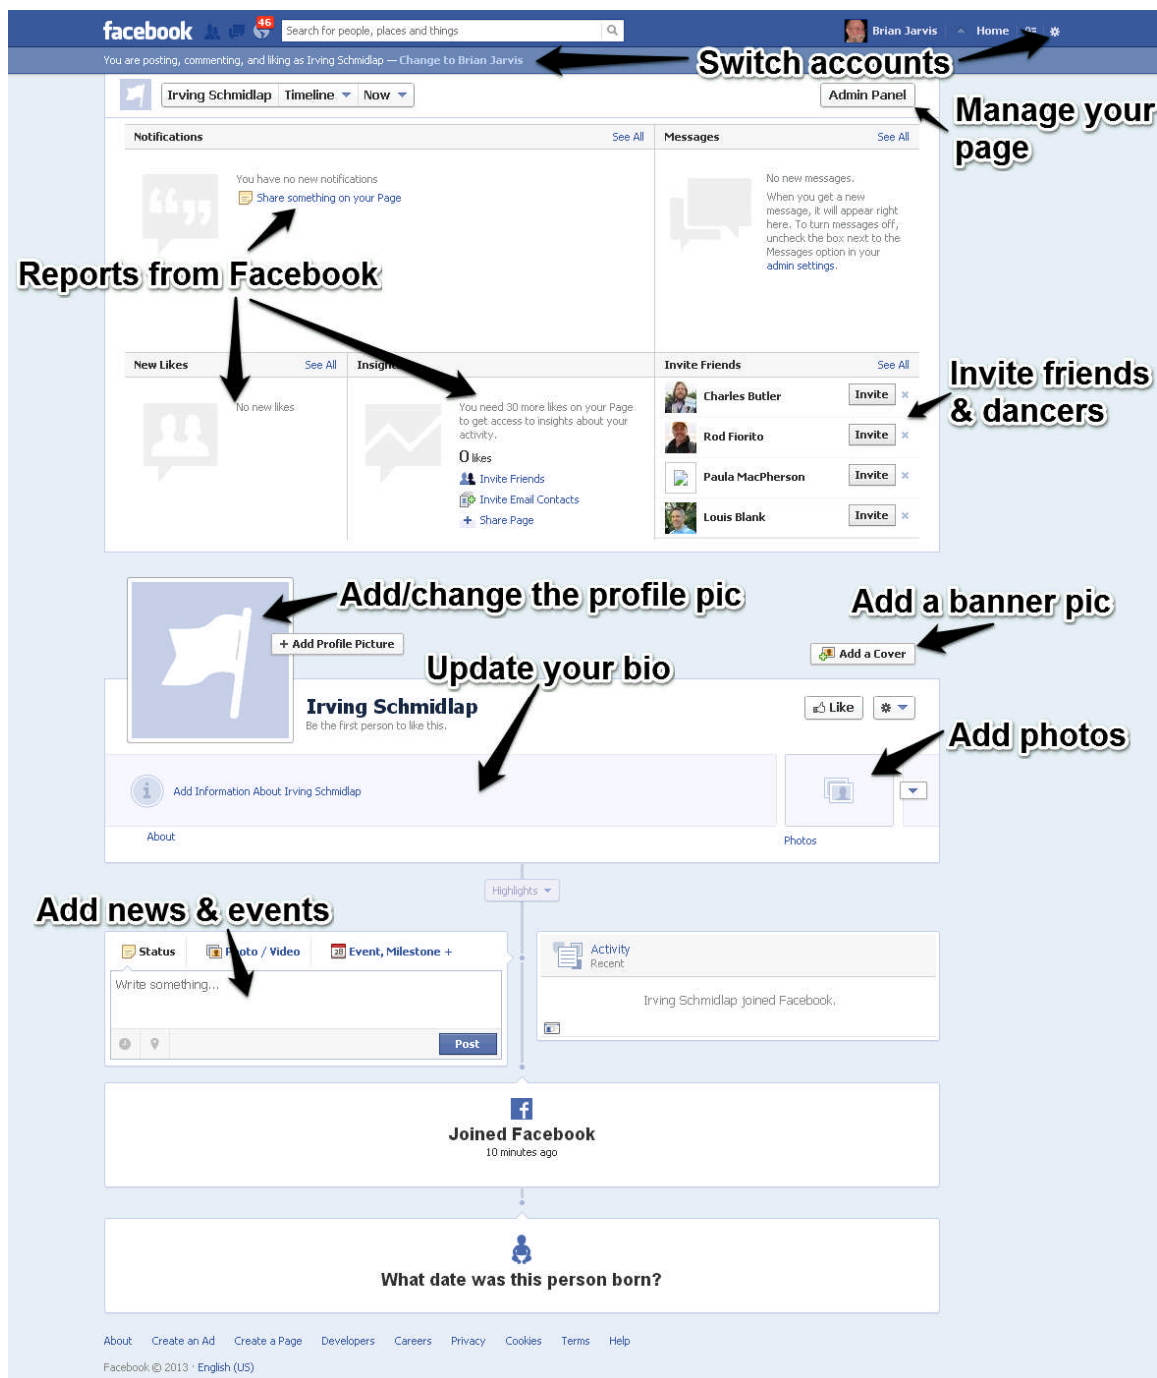 facebook
46
Search for people, places and things
Brian Jarvis
Home
You are posting, commenting, and liking as Irving Schmidlap — Change to Brian Jarvis
Switch accounts
Irving Schmidlap
Timeline
Now
Admin Panel
Manage your
page
Notifications
See All
Messages
See All
You have no new notifications
Share something on your Page
No new messages.
When you get a new
message, it will appear right
here. To turn messages off,
uncheck the box next to the
Messages option in your
admin settings.
Reports from Facebook
New Likes
See All
No new likes
You need 30 more likes on your Page
to get access to insights about your
activity.
0 likes
Invite Friends
Invite Email Contacts
Share Page
Invite Friends
See All
Charles Butler
Invite
Rod Fiorito
Invite
Paula MacPherson
Invite
Louis Blank
Invite
Invite friends
& dancers
Add/change the profile pic
Add a banner pic
+ Add Profile Picture
Add a Cover
Update your bio
Irving Schmidlap
Be the first person to like this.
Like
Add photos
Add Information About Irving Schmidlap
About
Photos
Highlights
Add news & events
Status
Photo / Video
28
Event, Milestone +
Write something...
Post
Activity
Recent
Irving Schmidlap joined Facebook.
Joined Facebook
10 minutes ago
What date was this person born?
About Create an Ad Create a Page Developers Careers Privacy Cookies Terms Help
Facebook © 2013 · English (US)